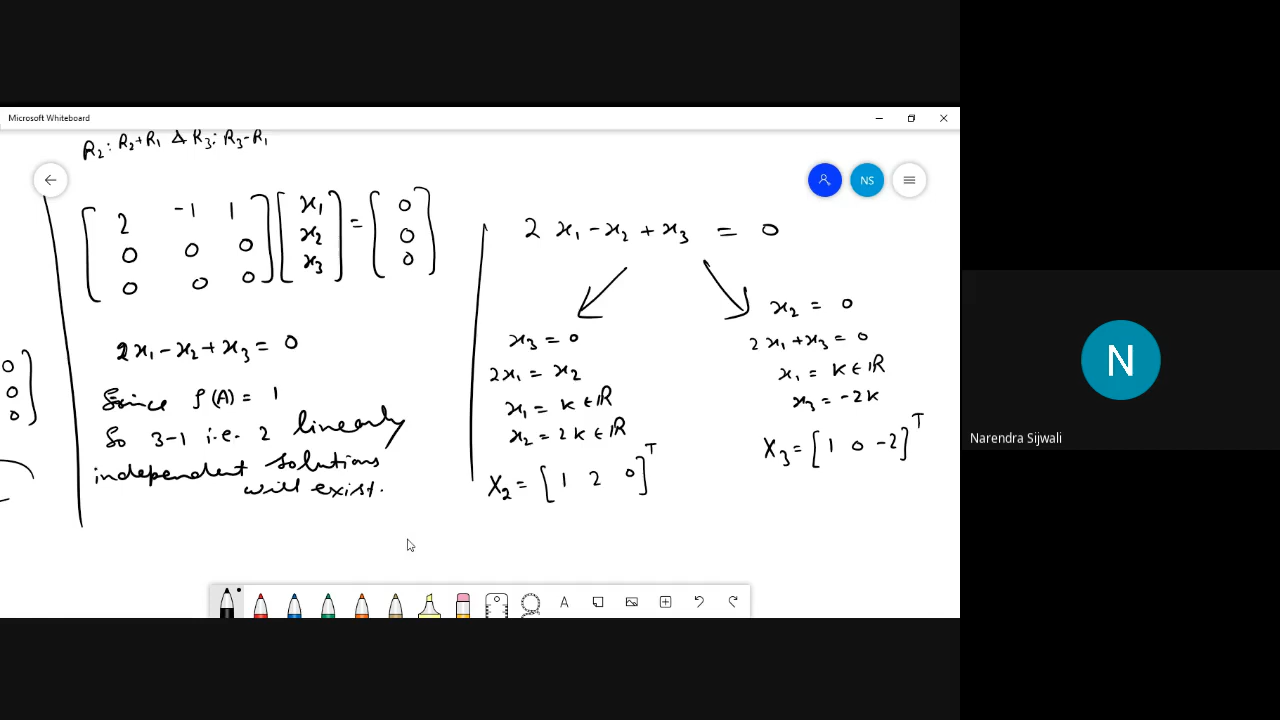 Microsoft Whiteboard
R2: R2+R1 & R3: R3-R1
NS
[2 -1 1] [x1] = [0]
[0 0 0] [x2] [0]
[0 0 0] [x3] [0]
2x1-x2+x3=0
Since ρ(A)=1
So 3-1 i.e. 2 linearly
independent solutions
will exist.
0
0
0
2x1-x2+x3 = 0
x3=0
2x1=x2
x1=k∈R
x2=2k∈R
X2=[1 2 0]T
x2=0
2x1+x3=0
x1=k∈R
x3=-2k
X3=[1 0 -2]T
A
N
Narendra Sijwali